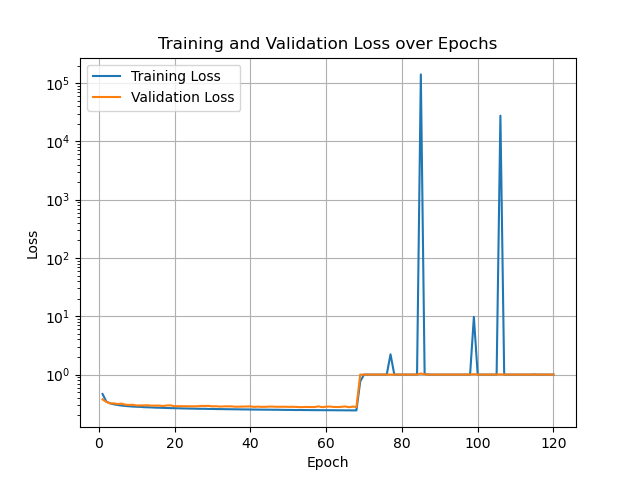 Training and Validation Loss over Epochs
Training Loss
Validation Loss
10^5
10^4
10^3
10^2
10^1
10^0
Loss
0 20 40 60 80 100 120
Epoch